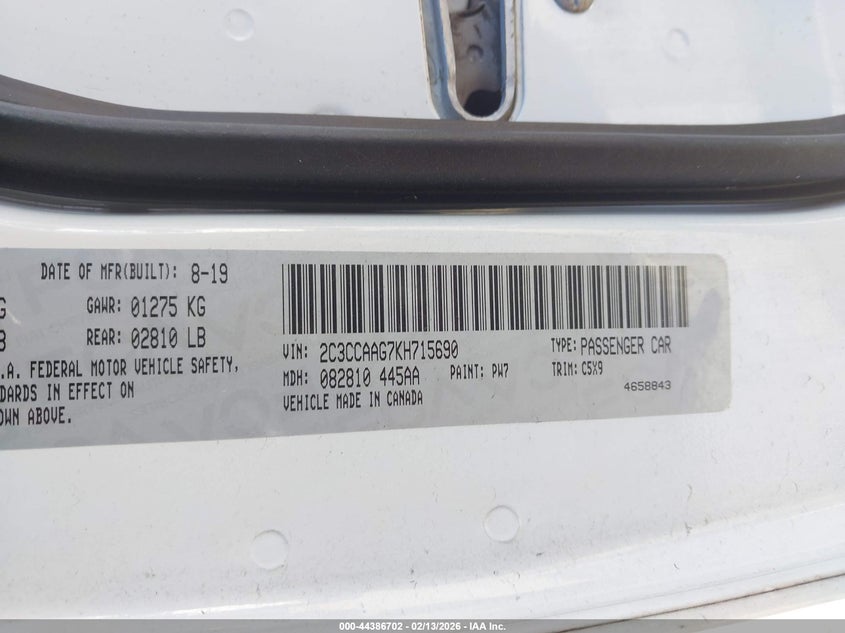 DATE OF MFR(BUILT): 8-19
G GAWR: 01275 KG
B REAR: 02810 LB
.A. FEDERAL MOTOR VEHICLE SAFETY,
DARDS IN EFFECT ON
OWN ABOVE.
VIN: 2C3CCAAG7KH715690
TYPE: PASSENGER CAR
MDH: 082810 445AA PAINT: PW7 TRIM: C5X9
VEHICLE MADE IN CANADA
4658843
000-44386702 - 02/13/2026 - IAA Inc.